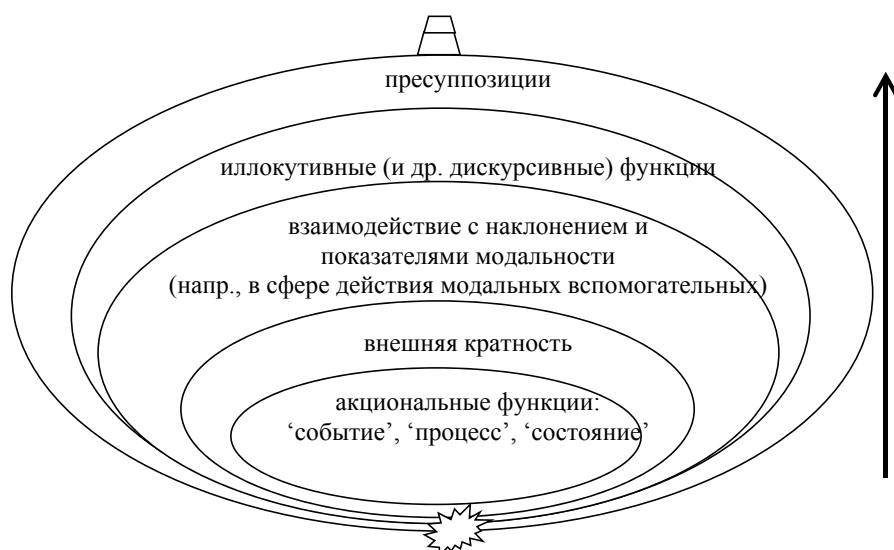 пресуппозиции
иллокутивные (и др. дискурсивные) функции
взаимодействие с наклонением и
показателями модальности
(напр., в сфере действия модальных вспомогательных)
внешняя кратность
акциональные функции:
‘событие’, ‘процесс’, ‘состояние’